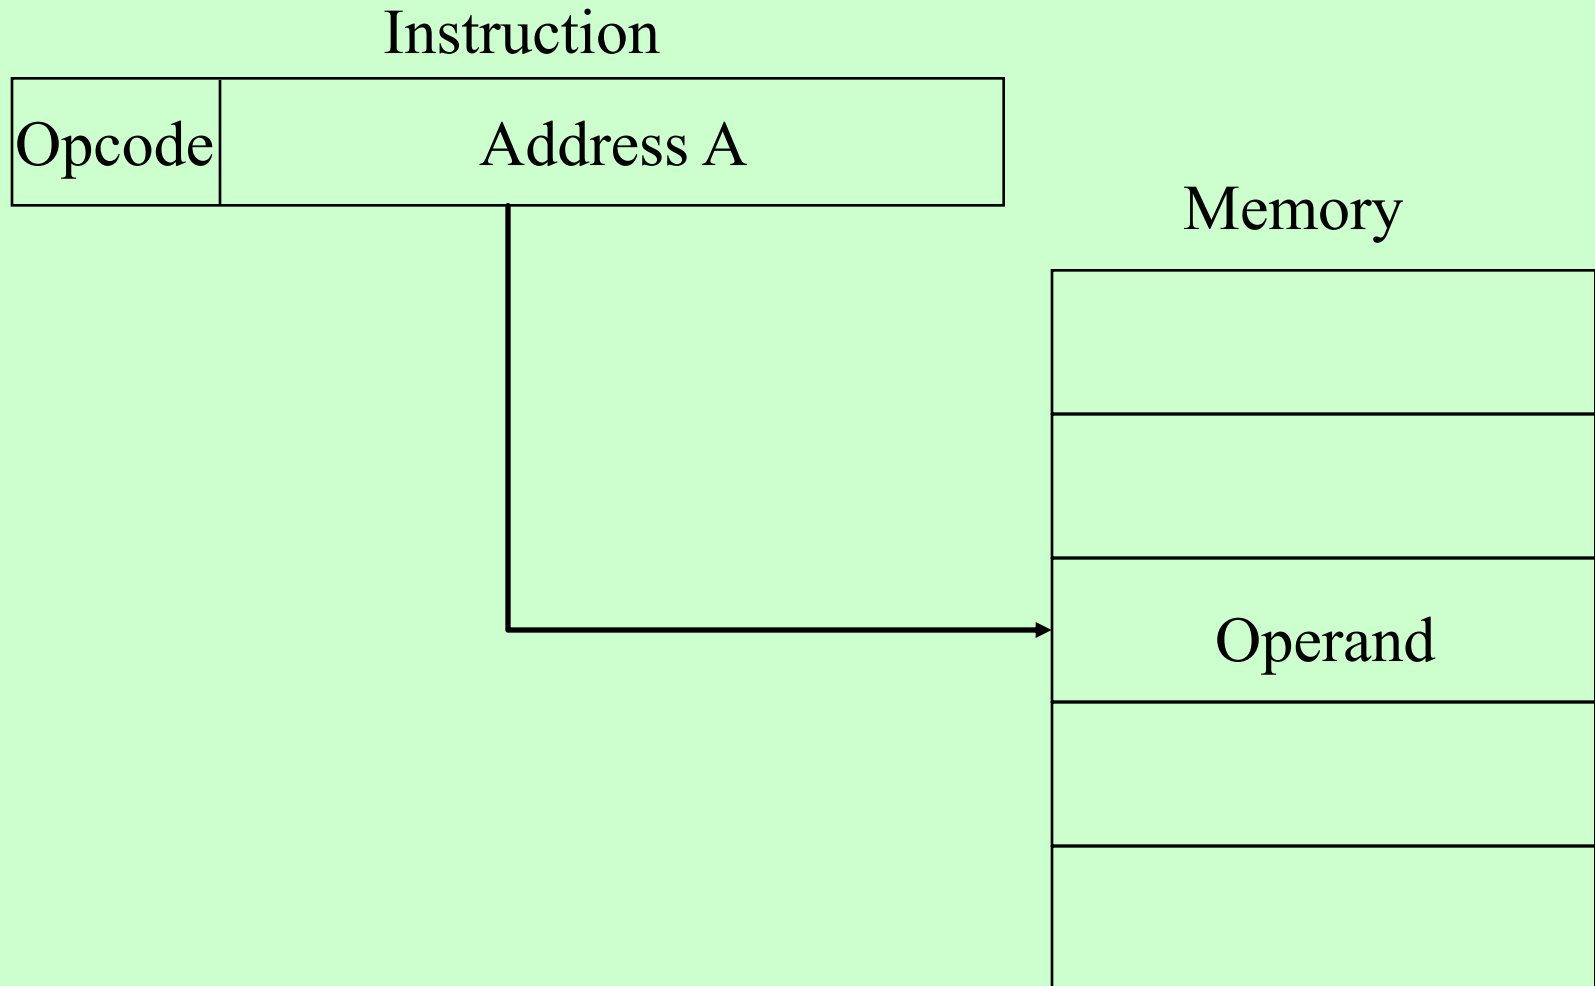 Instruction
Opcode
Address A
Memory
Operand